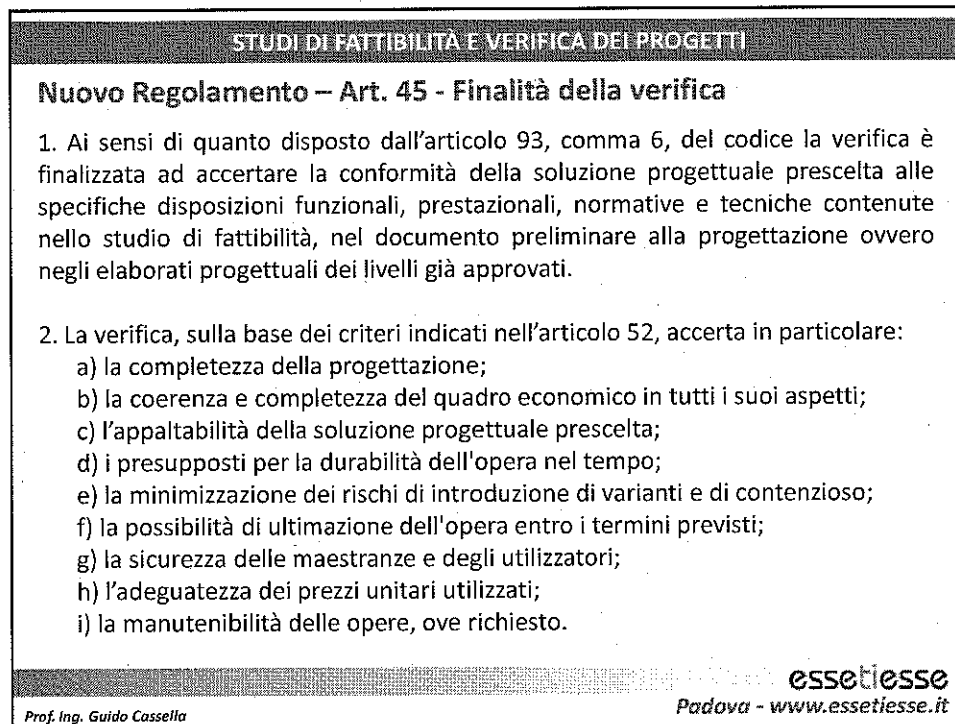 STUDI DI FATTIBILITÀ E VERIFICA DEI PROGETTI
Nuovo Regolamento – Art. 45 - Finalità della verifica
1. Ai sensi di quanto disposto dall'articolo 93, comma 6, del codice la verifica è
finalizzata ad accertare la conformità della soluzione progettuale prescelta alle
specifiche disposizioni funzionali, prestazionali, normative e tecniche contenute
nello studio di fattibilità, nel documento preliminare alla progettazione ovvero
negli elaborati progettuali dei livelli già approvati.
2. La verifica, sulla base dei criteri indicati nell'articolo 52, accerta in particolare:
a) la completezza della progettazione;
b) la coerenza e completezza del quadro economico in tutti i suoi aspetti;
c) l'appaltabilità della soluzione progettuale prescelta;
d) i presupposti per la durabilità dell'opera nel tempo;
e) la minimizzazione dei rischi di introduzione di varianti e di contenzioso;
f) la possibilità di ultimazione dell'opera entro i termini previsti;
g) la sicurezza delle maestranze e degli utilizzatori;
h) l'adeguatezza dei prezzi unitari utilizzati;
i) la manutenibilità delle opere, ove richiesto.
essetiesse
Prof. Ing. Guido Cassella
Padova - www.essetiesse.it